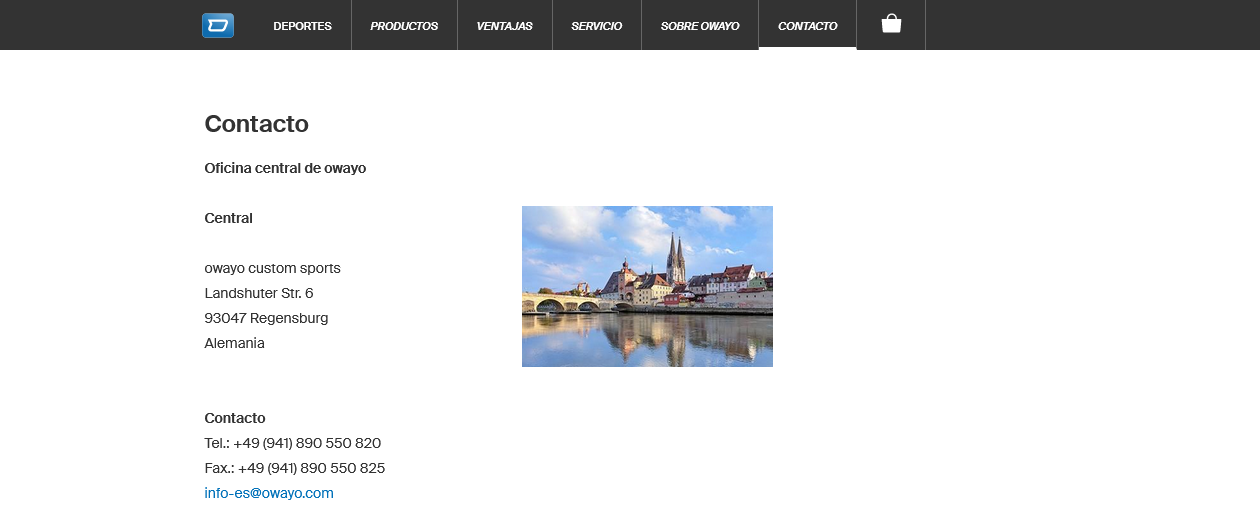 DEPORTES
PRODUCTOS
VENTAJAS
SERVICIO
SOBRE OWAYO
CONTACTO
Contacto
Oficina central de owayo
Central
owayo custom sports
Landshuter Str. 6
93047 Regensburg
Alemania
Contacto
Tel.: +49 (941) 890 550 820
Fax.: +49 (941) 890 550 825
info-es@owayo.com